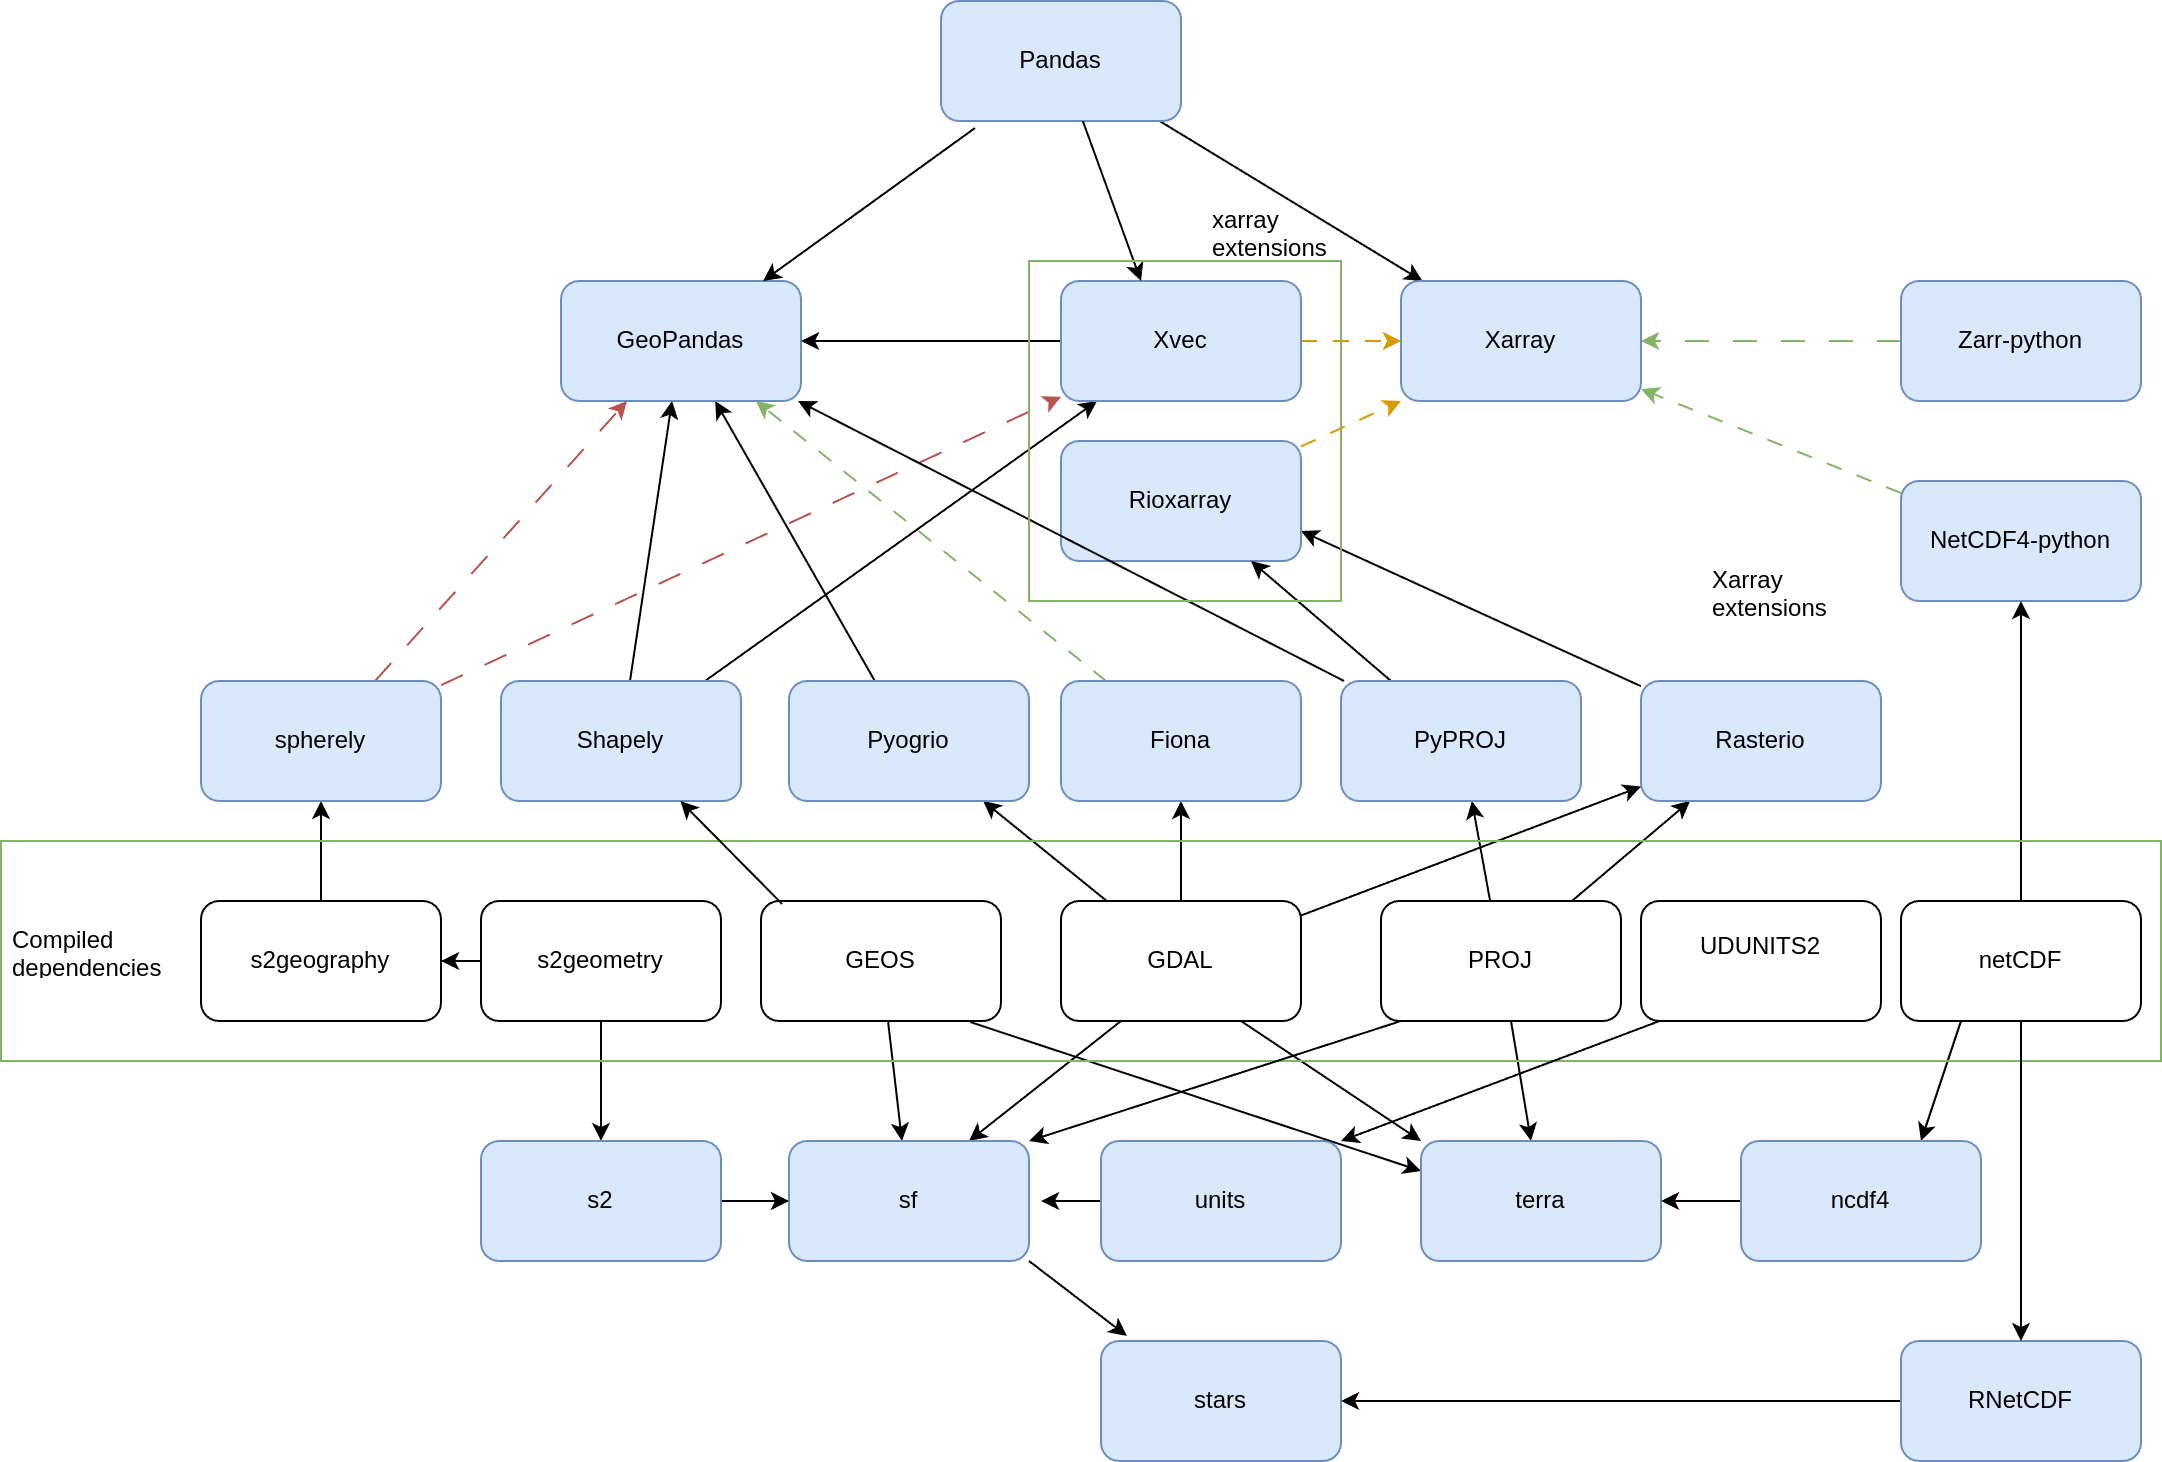 Pandas
xarray
extensions
GeoPandas
Xvec
Xarray
Zarr-python
Rioxarray
NetCDF4-python
Xarray
extensions
spherely
Shapely
Pyogrio
Fiona
PyPROJ
Rasterio
Compiled
dependencies
s2geography
s2geometry
GEOS
GDAL
PROJ
UDUNITS2
netCDF
s2
sf
units
terra
ncdf4
stars
RNetCDF